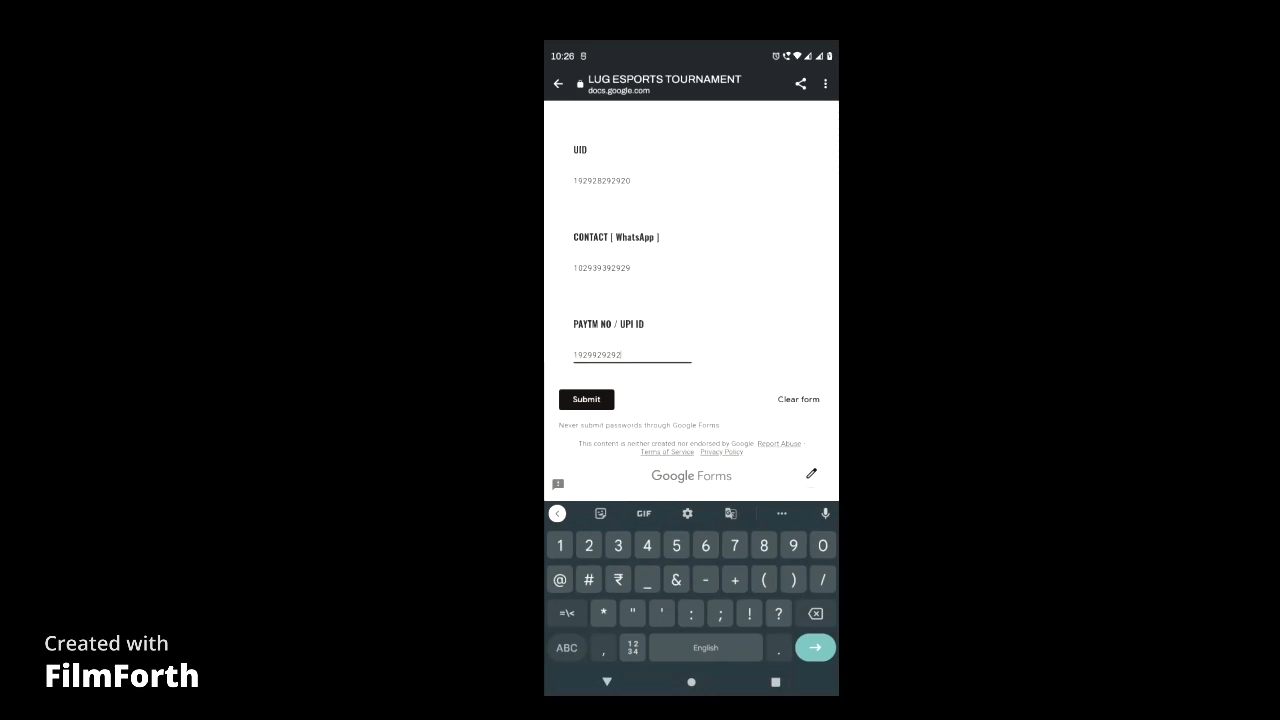 10:26
LUG ESPORTS TOURNAMENT
docs.google.com
UID
192928292920
CONTACT [ WhatsApp ]
102939392929
PAYTM NO / UPI ID
1929929292
Submit
Clear form
Never submit passwords through Google Forms
This content is neither created nor endorsed by Google Report Abuse -
Terms of Service Privacy Policy
Google Forms
GIF
1 2 3 4 5 6 7 8 9 0
@ # ₹ _ & - + ( ) /
=\< * " ' : ; ! ?
ABC , 12 34 English .
Created with
FilmForth